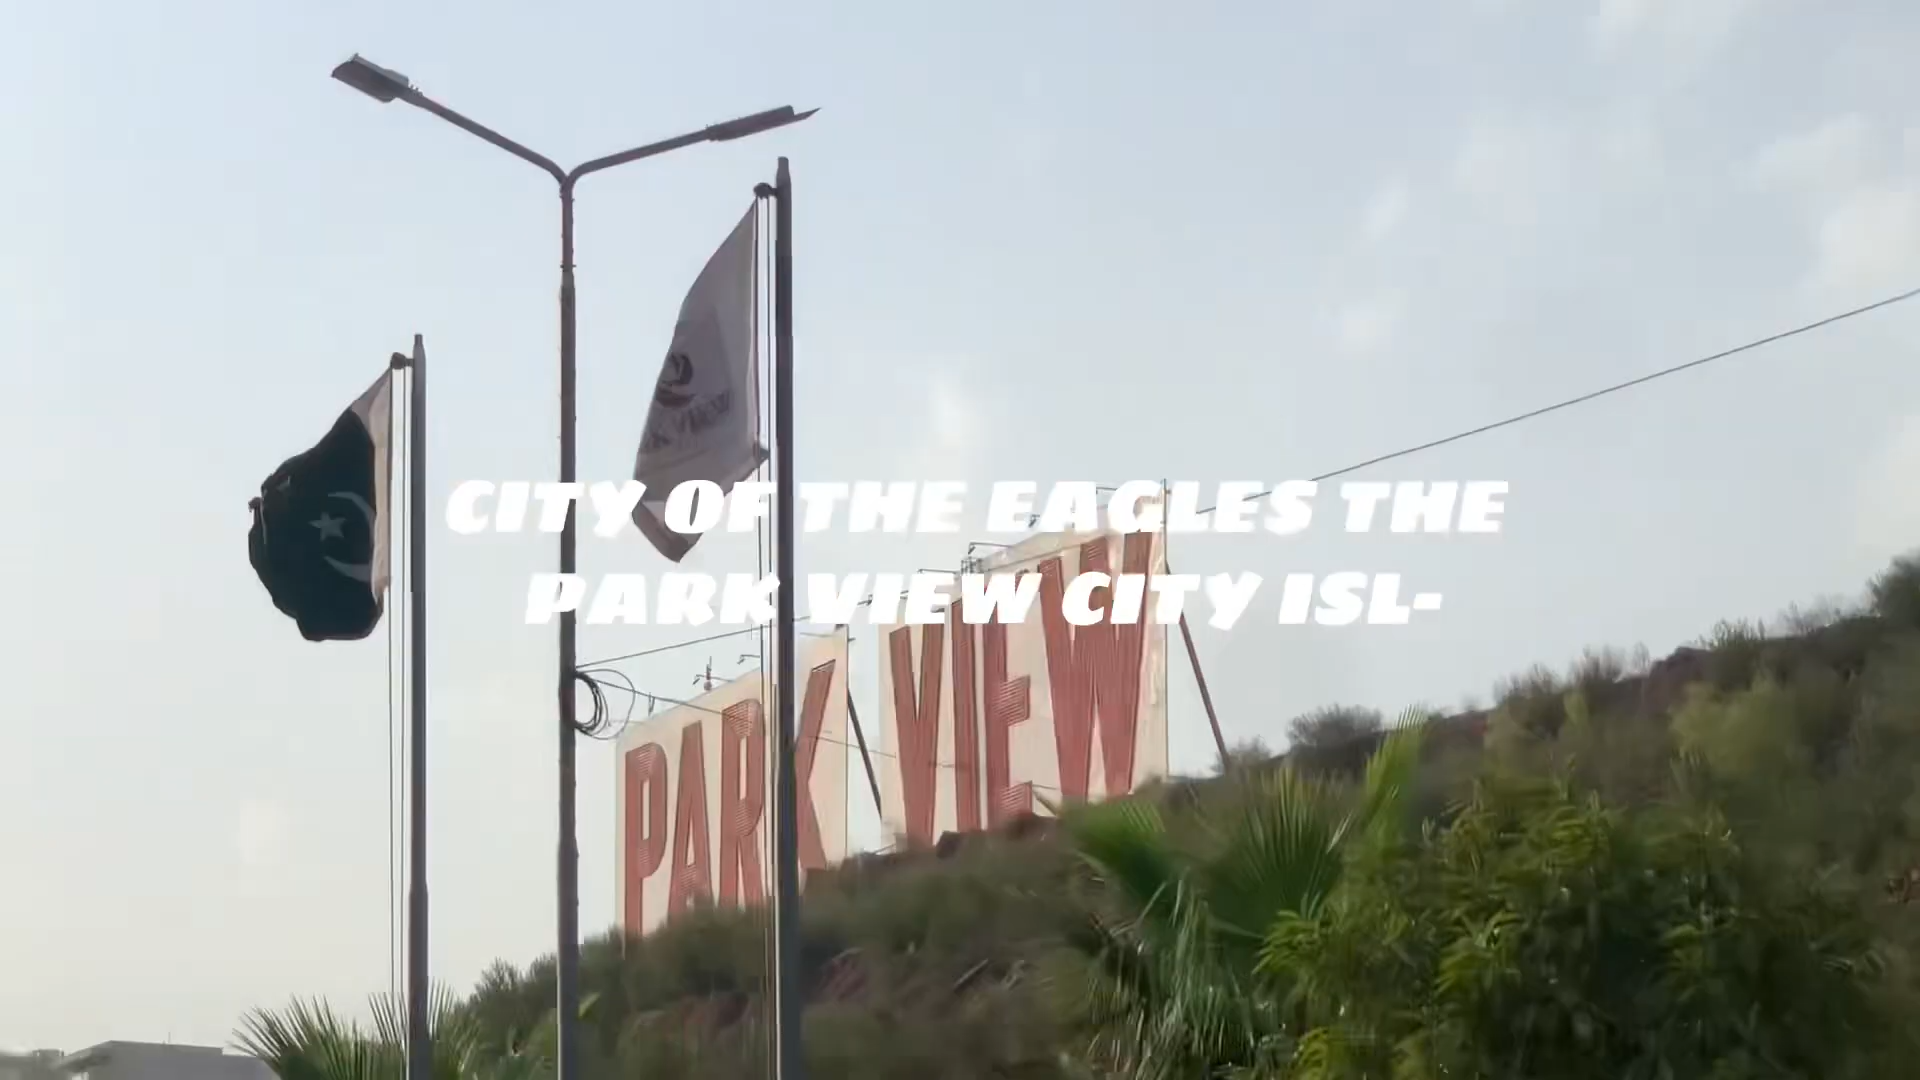 CITY OF THE EAGLES THE
PARK VIEW CITY ISL-
PARK VIEW